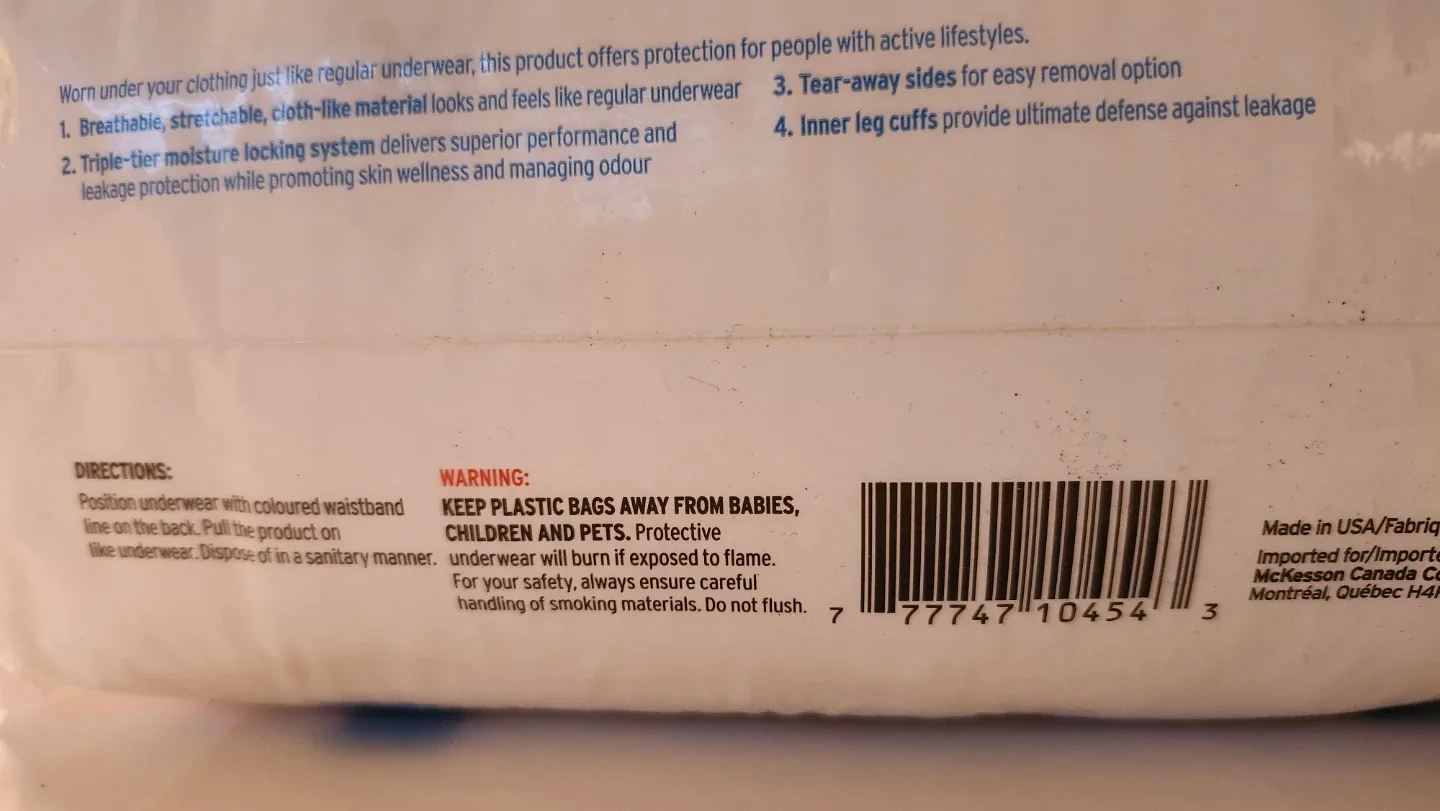 Worn under your clothing just like regular underwear, this product offers protection for people with active lifestyles.
1. Breathable, stretchable, cloth-like material looks and feels like regular underwear
2. Triple-tier moisture locking system delivers superior performance and
leakage protection while promoting skin wellness and managing odour
3. Tear-away sides for easy removal option
4. Inner leg cuffs provide ultimate defense against leakage
DIRECTIONS:
Position underwear with coloured waistband
line on the back. Pull the product on
like underwear. Dispose of in a sanitary manner.
WARNING:
KEEP PLASTIC BAGS AWAY FROM BABIES,
CHILDREN AND PETS. Protective
underwear will burn if exposed to flame.
For your safety, always ensure careful
handling of smoking materials. Do not flush.
7 77747 10454 3
Made in USA/Fabriq
Imported for/Importé
McKesson Canada Co
Montréal, Québec H4